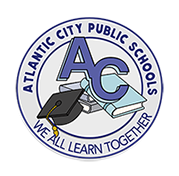 ATLANTIC CITY PUBLIC SCHOOLS
AC
WE ALL LEARN TOGETHER